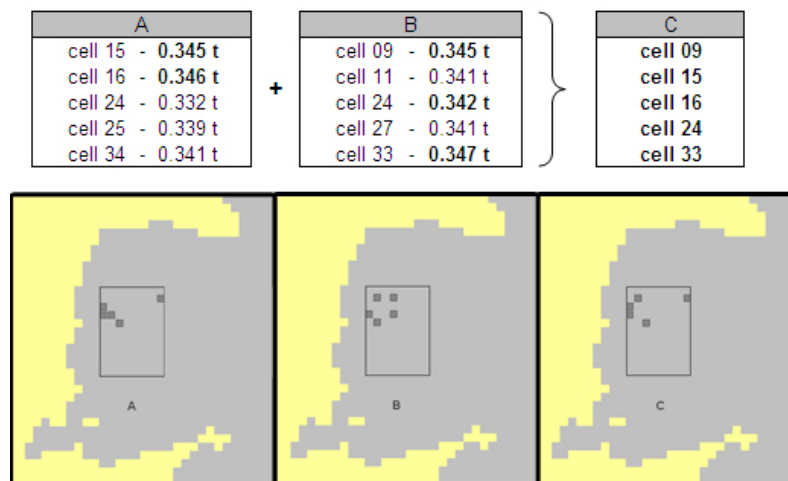 A B C
cell 15 - 0.345 t cell 09 - 0.345 t cell 09
cell 16 - 0.346 t + cell 11 - 0.341 t cell 15
cell 24 - 0.332 t cell 24 - 0.342 t cell 16
cell 25 - 0.339 t cell 27 - 0.341 t cell 24
cell 34 - 0.341 t cell 33 - 0.347 t cell 33
A B C